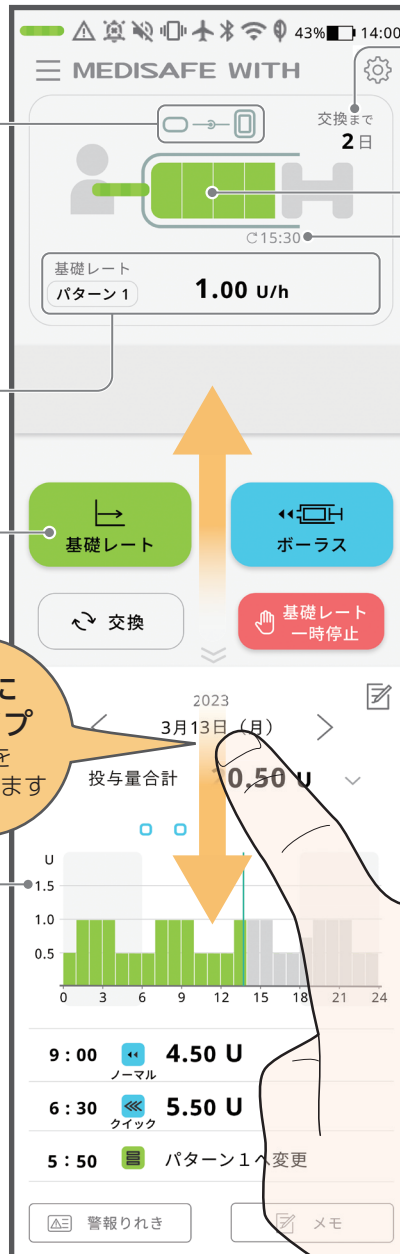 43% 14:00
MEDISAFE WITH
交換まで
2日
15:30
基礎レート
パターン 1
1.00 U/h
基礎レート
ボーラス
交換
基礎レート
一時停止
に
プ
を
ます
2023
3月13日（月）
投与量合計
0.50 U
U
1.5
1.0
0.5
0 3 6 9 12 15 18 21 24
9:00 4.50 U
ノーマル
6:30 5.50 U
クイック
5:50 パターン1へ変更
警報りれき
メモ